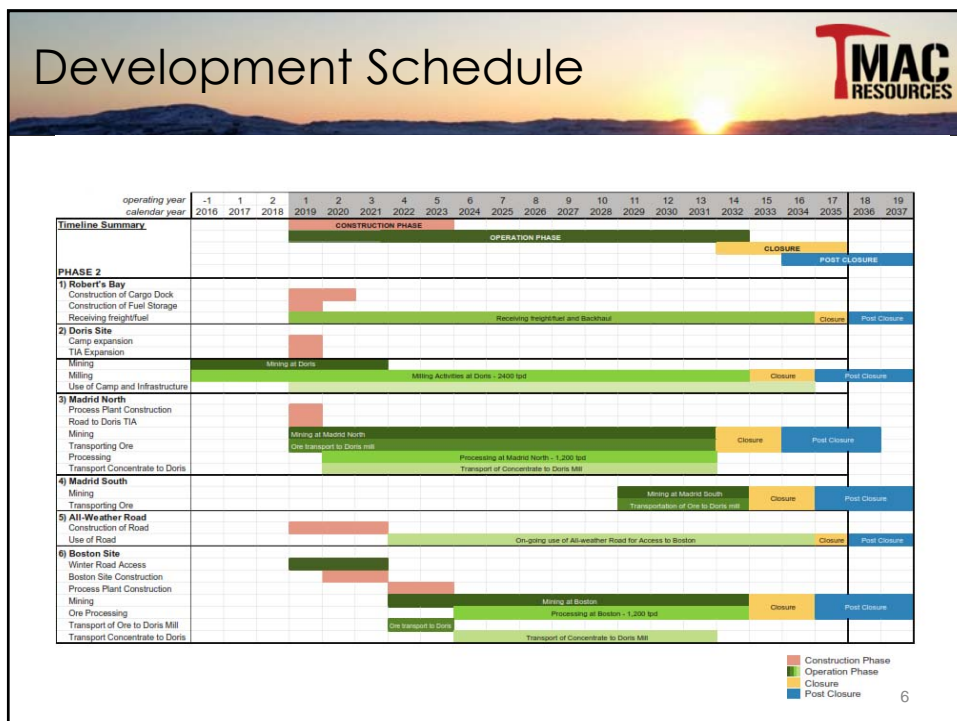 Development Schedule
TMAC
RESOURCES
operating year -1 1 2 1 2 3 4 5 6 7 8 9 10 11 12 13 14 15 16 17 18 19
calendar year 2016 2017 2018 2019 2020 2021 2022 2023 2024 2025 2026 2027 2028 2029 2030 2031 2032 2033 2034 2035 2036 2037
Timeline Summary CONSTRUCTION PHASE
OPERATION PHASE
CLOSURE
POST CLOSURE
PHASE 2
1) Robert's Bay
Construction of Cargo Dock
Construction of Fuel Storage
Receiving freight/fuel Receiving freight/fuel and Backhaul Closure Post Closure
2) Doris Site
Camp expansion
TIA Expansion
Mining Mining at Doris
Milling Milling Activities at Doris - 2400 tpd Closure Post Closure
Use of Camp and Infrastructure
3) Madrid North
Process Plant Construction
Road to Doris TIA
Mining Mining at Madrid North
Closure Post Closure
Transporting Ore Ore transport to Doris mill
Processing Processing at Madrid North - 1,200 tpd
Transport Concentrate to Doris Transport of Concentrate to Doris Mill
4) Madrid South
Mining Mining at Madrid South
Closure Post Closure
Transporting Ore Transportation of Ore to Doris mill
5) All-Weather Road
Construction of Road
Use of Road On-going use of All-weather Road for Access to Boston Closure Post Closure
6) Boston Site
Winter Road Access
Boston Site Construction
Process Plant Construction
Mining Mining at Boston
Closure Post Closure
Ore Processing Processing at Boston - 1,200 tpd
Transport of Ore to Doris Mill Ore transport to Doris
Transport Concentrate to Doris Transport of Concentrate to Doris Mill
Construction Phase
Operation Phase
Closure
Post Closure
6